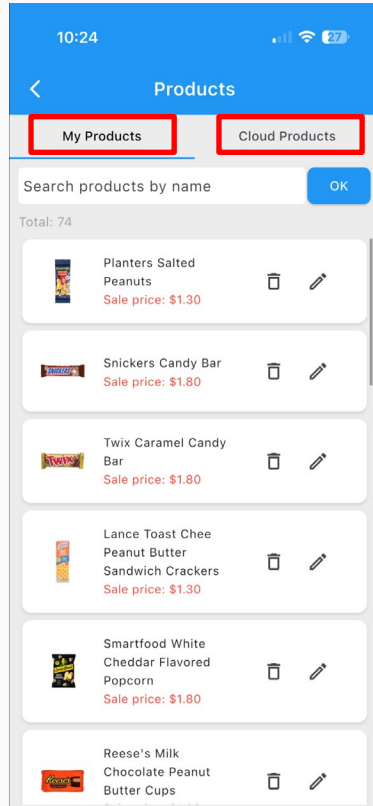 10:24
27
Products
My Products
Cloud Products
Search products by name
OK
Total: 74
Planters Salted
Peanuts
Sale price: $1.30
SNICKERS
Snickers Candy Bar
Sale price: $1.80
TWIX
Twix Caramel Candy
Bar
Sale price: $1.80
Lance Toast Chee
Peanut Butter
Sandwich Crackers
Sale price: $1.30
Smartfood White
Cheddar Flavored
Popcorn
Sale price: $1.80
Reese's
Reese's Milk
Chocolate Peanut
Butter Cups